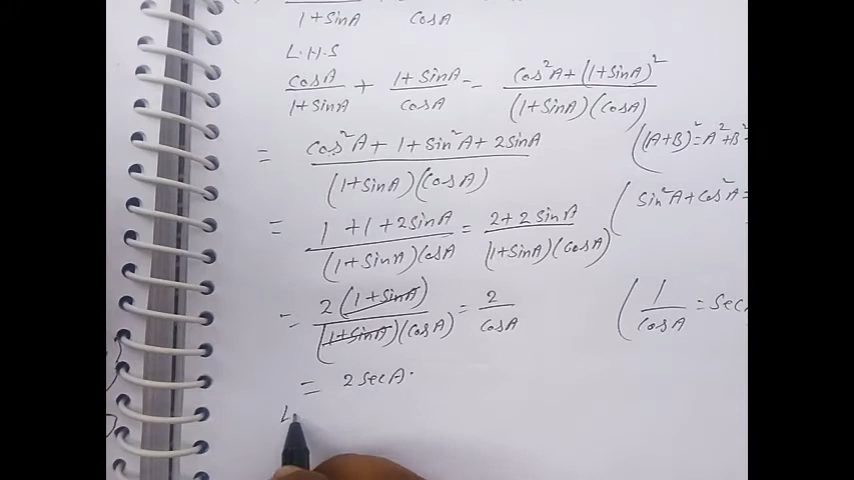 1+SinA cosA
L.H.S
cosA/1+SinA + 1+SinA/cosA = cos²A+(1+SinA)²/(1+SinA)(cosA)
= cos²A+1+Sin²A+2SinA/(1+SinA)(cosA) ((A+B)²=A²+B²
= 1+1+2SinA/(1+SinA)(cosA = 2+2SinA/(1+SinA)(cosA) (Sin²A+cos²A=
= 2(1+SinA)/(1+SinA)(cosA) = 2/cosA (1/cosA = Sec
= 2SecA.
L